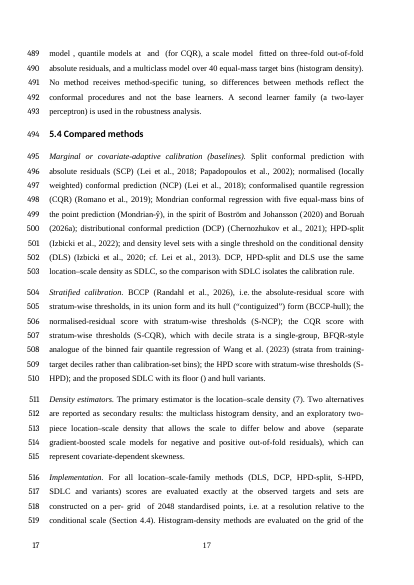 489 model , quantile models at  and  (for CQR), a scale model  fitted on three-fold out-of-fold
490 absolute residuals, and a multiclass model over 40 equal-mass target bins (histogram density).
491 No method receives method-specific tuning, so differences between methods reflect the
492 conformal procedures and not the base learners. A second learner family (a two-layer
493 perceptron) is used in the robustness analysis.
494 5.4 Compared methods
495 Marginal or covariate-adaptive calibration (baselines). Split conformal prediction with
496 absolute residuals (SCP) (Lei et al., 2018; Papadopoulos et al., 2002); normalised (locally
497 weighted) conformal prediction (NCP) (Lei et al., 2018); conformalised quantile regression
498 (CQR) (Romano et al., 2019); Mondrian conformal regression with five equal-mass bins of
499 the point prediction (Mondrian-ŷ), in the spirit of Boström and Johansson (2020) and Boruah
500 (2026a); distributional conformal prediction (DCP) (Chernozhukov et al., 2021); HPD-split
501 (Izbicki et al., 2022); and density level sets with a single threshold on the conditional density
502 (DLS) (Izbicki et al., 2020; cf. Lei et al., 2013). DCP, HPD-split and DLS use the same
503 location–scale density as SDLC, so the comparison with SDLC isolates the calibration rule.
504 Stratified calibration. BCCP (Randahl et al., 2026), i.e. the absolute-residual score with
505 stratum-wise thresholds, in its union form and its hull (“contiguized”) form (BCCP-hull); the
506 normalised-residual score with stratum-wise thresholds (S-NCP); the CQR score with
507 stratum-wise thresholds (S-CQR), which with decile strata is a single-group, BFQR-style
508 analogue of the binned fair quantile regression of Wang et al. (2023) (strata from training-
509 target deciles rather than calibration-set bins); the HPD score with stratum-wise thresholds (S-
510 HPD); and the proposed SDLC with its floor () and hull variants.
511 Density estimators. The primary estimator is the location–scale density (7). Two alternatives
512 are reported as secondary results: the multiclass histogram density, and an exploratory two-
513 piece location–scale density that allows the scale to differ below and above  (separate
514 gradient-boosted scale models for negative and positive out-of-fold residuals), which can
515 represent covariate-dependent skewness.
516 Implementation. For all location–scale-family methods (DLS, DCP, HPD-split, S-HPD,
517 SDLC and variants) scores are evaluated exactly at the observed targets and sets are
518 constructed on a per- grid  of 2048 standardised points, i.e. at a resolution relative to the
519 conditional scale (Section 4.4). Histogram-density methods are evaluated on the grid of the
17 17